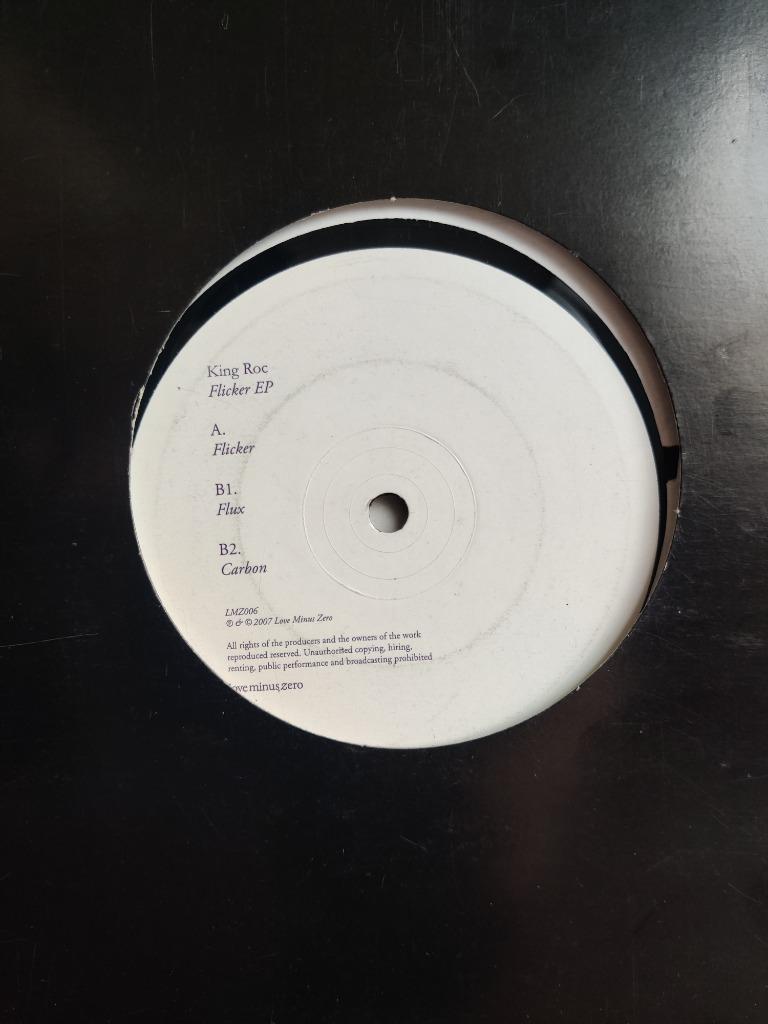 King Roc
Flicker EP
A.
Flicker
B1.
Flux
B2.
Carbon
LMZ006
℗ & © 2007 Love Minus Zero
All rights of the producers and the owners of the work
reproduced reserved. Unauthorised copying, hiring,
renting, public performance and broadcasting prohibited
love minus zero